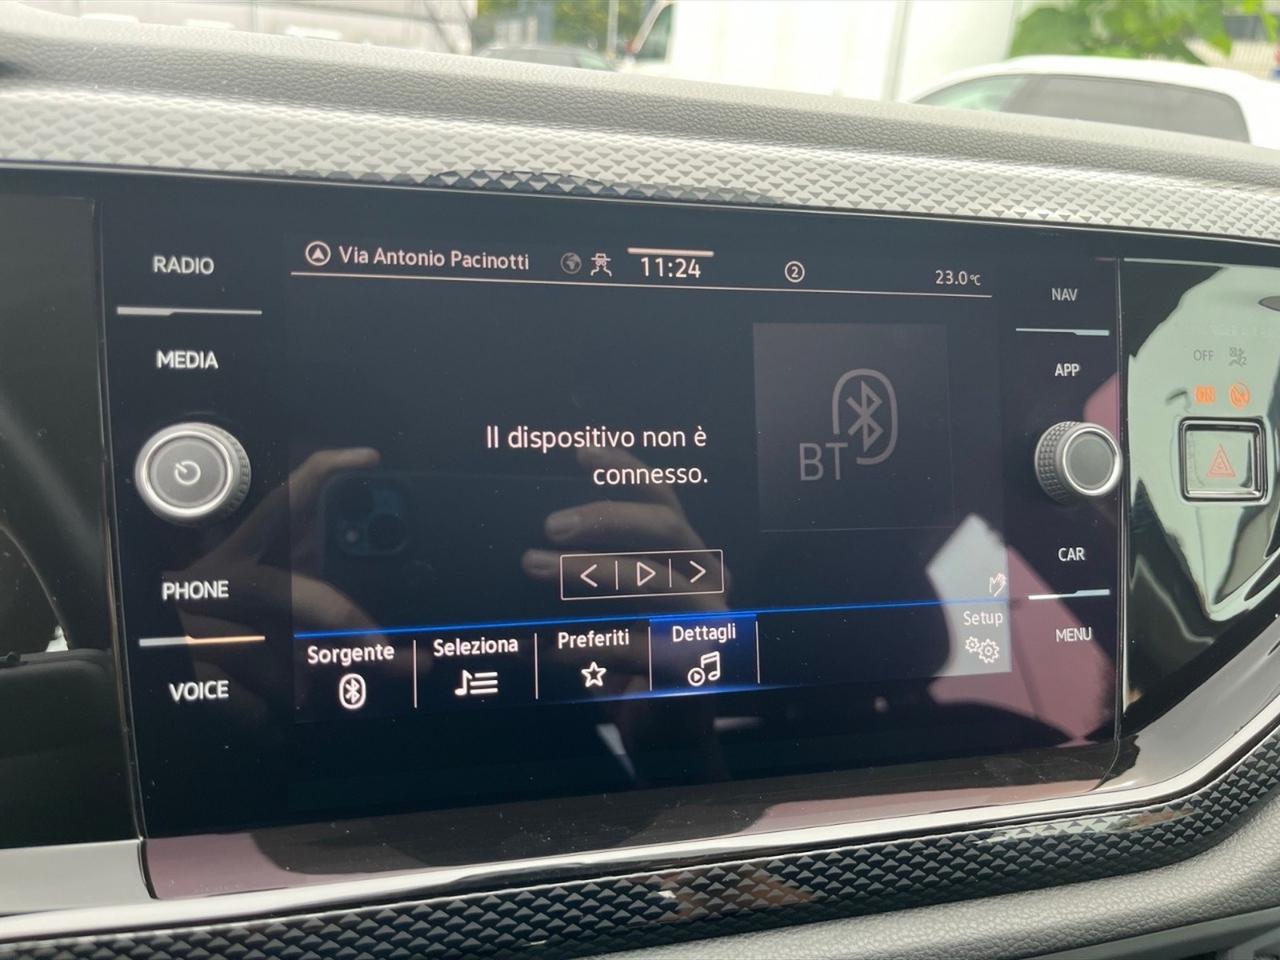 RADIO
MEDIA
PHONE
VOICE
Via Antonio Pacinotti
11:24
2
23.0°C
Il dispositivo non è
connesso.
BT
Sorgente
Seleziona
Preferiti
Dettagli
Setup
NAV
APP
CAR
MENU
OFF